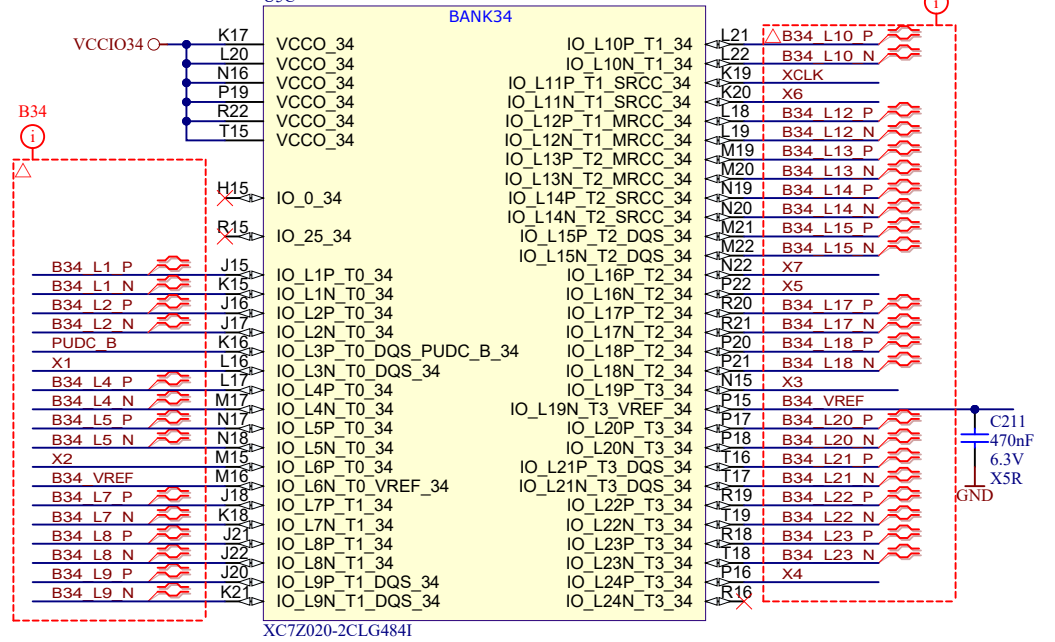 BANK34
VCCIO34
K17 VCCO_34
L20 VCCO_34
N16 VCCO_34
P19 VCCO_34
R22 VCCO_34
T15 VCCO_34
B34
i
H15 IO_0_34
R15 IO_25_34
B34_L1_P J15 IO_L1P_T0_34
B34_L1_N K15 IO_L1N_T0_34
B34_L2_P J16 IO_L2P_T0_34
B34_L2_N J17 IO_L2N_T0_34
PUDC_B K16 IO_L3P_T0_DQS_PUDC_B_34
X1 L16 IO_L3N_T0_DQS_34
B34_L4_P L17 IO_L4P_T0_34
B34_L4_N M17 IO_L4N_T0_34
B34_L5_P N17 IO_L5P_T0_34
B34_L5_N N18 IO_L5N_T0_34
X2 M15 IO_L6P_T0_34
B34_VREF M16 IO_L6N_T0_VREF_34
B34_L7_P J18 IO_L7P_T1_34
B34_L7_N K18 IO_L7N_T1_34
B34_L8_P J21 IO_L8P_T1_34
B34_L8_N J22 IO_L8N_T1_34
B34_L9_P J20 IO_L9P_T1_DQS_34
B34_L9_N K21 IO_L9N_T1_DQS_34
i
IO_L10P_T1_34 L21 B34_L10_P
IO_L10N_T1_34 L22 B34_L10_N
IO_L11P_T1_SRCC_34 K19 XCLK
IO_L11N_T1_SRCC_34 K20 X6
IO_L12P_T1_MRCC_34 L18 B34_L12_P
IO_L12N_T1_MRCC_34 L19 B34_L12_N
IO_L13P_T2_MRCC_34 M19 B34_L13_P
IO_L13N_T2_MRCC_34 M20 B34_L13_N
IO_L14P_T2_SRCC_34 N19 B34_L14_P
IO_L14N_T2_SRCC_34 N20 B34_L14_N
IO_L15P_T2_DQS_34 M21 B34_L15_P
IO_L15N_T2_DQS_34 M22 B34_L15_N
IO_L16P_T2_34 N22 X7
IO_L16N_T2_34 P22 X5
IO_L17P_T2_34 R20 B34_L17_P
IO_L17N_T2_34 R21 B34_L17_N
IO_L18P_T2_34 P20 B34_L18_P
IO_L18N_T2_34 P21 B34_L18_N
IO_L19P_T3_34 N15 X3
IO_L19N_T3_VREF_34 P15 B34_VREF
IO_L20P_T3_34 P17 B34_L20_P
IO_L20N_T3_34 P18 B34_L20_N
IO_L21P_T3_DQS_34 T16 B34_L21_P
IO_L21N_T3_DQS_34 T17 B34_L21_N
IO_L22P_T3_34 R19 B34_L22_P
IO_L22N_T3_34 T19 B34_L22_N
IO_L23P_T3_34 R18 B34_L23_P
IO_L23N_T3_34 T18 B34_L23_N
IO_L24P_T3_34 P16 X4
IO_L24N_T3_34 R16
C211
470nF
6.3V
X5R
GND
XC7Z020-2CLG484I